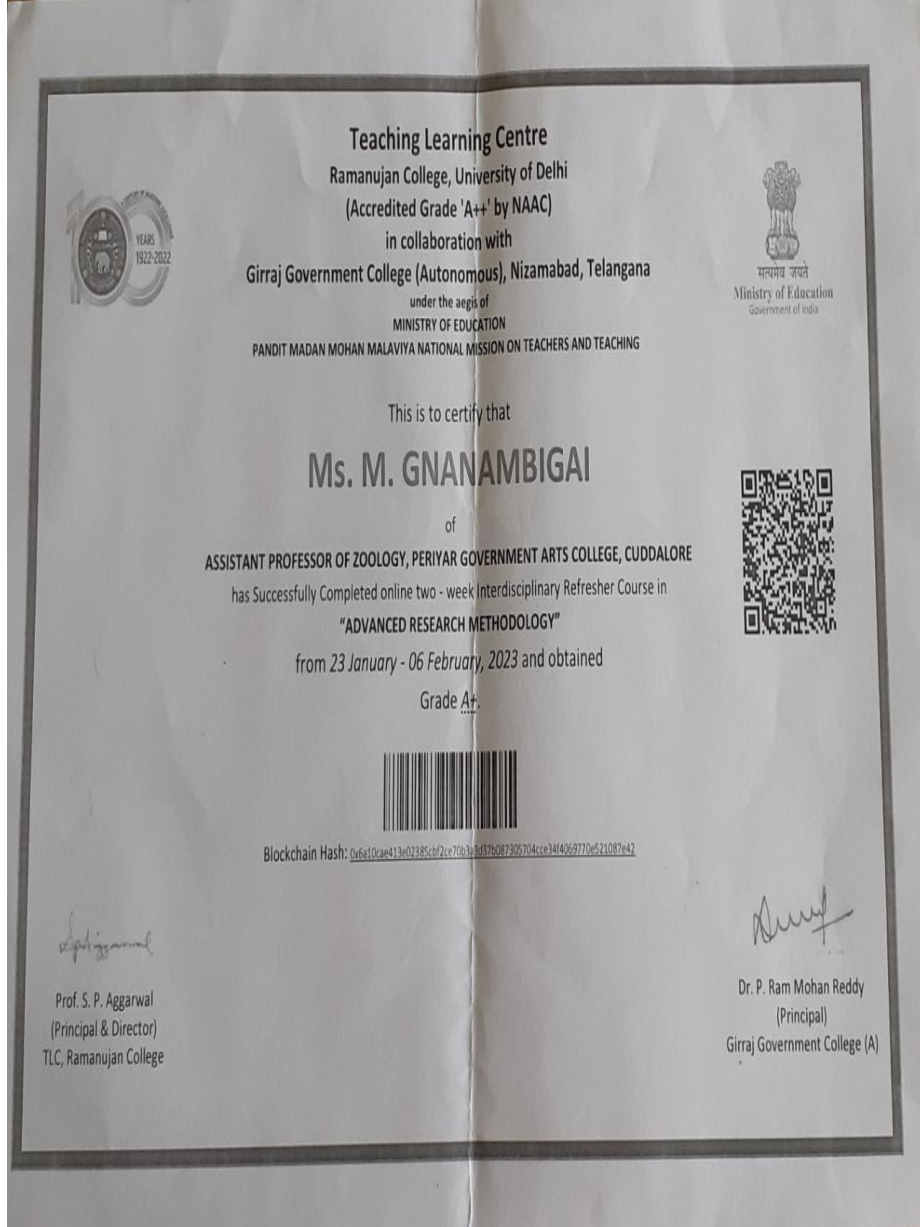 Teaching Learning Centre
Ramanujan College, University of Delhi
(Accredited Grade 'A++' by NAAC)
in collaboration with
Girraj Government College (Autonomous), Nizamabad, Telangana
under the aegis of
MINISTRY OF EDUCATION
PANDIT MADAN MOHAN MALAVIYA NATIONAL MISSION ON TEACHERS AND TEACHING
YEARS
1922-2022
सत्यमेव जयते
Ministry of Education
Government of India
This is to certify that
Ms. M. GNANAMBIGAI
of
ASSISTANT PROFESSOR OF ZOOLOGY, PERIYAR GOVERNMENT ARTS COLLEGE, CUDDALORE
has Successfully Completed online two - week Interdisciplinary Refresher Course in
“ADVANCED RESEARCH METHODOLOGY”
from 23 January - 06 February, 2023 and obtained
Grade A+.
Blockchain Hash:
Prof. S. P. Aggarwal
(Principal & Director)
TLC, Ramanujan College
Dr. P. Ram Mohan Reddy
(Principal)
Girraj Government College (A)